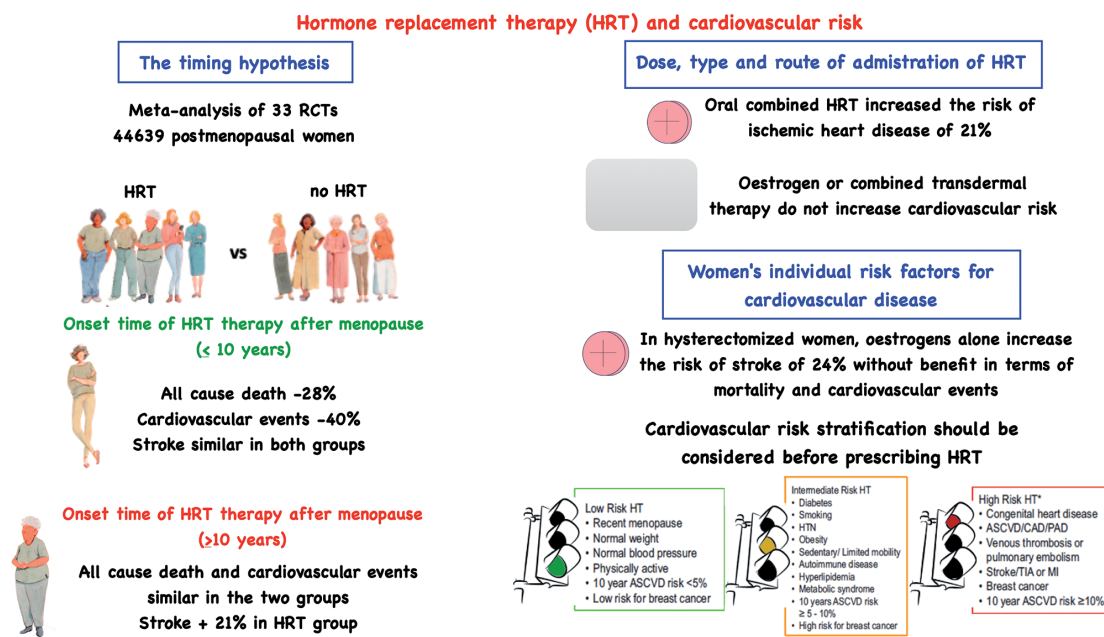 Hormone replacement therapy (HRT) and cardiovascular risk
The timing hypothesis
Meta-analysis of 33 RCTs
44639 postmenopausal women
HRT
no HRT
vs
Onset time of HRT therapy after menopause
(≤ 10 years)
All cause death -28%
Cardiovascular events -40%
Stroke similar in both groups
Onset time of HRT therapy after menopause
(≥10 years)
All cause death and cardiovascular events
similar in the two groups
Stroke + 21% in HRT group
Dose, type and route of admistration of HRT
Oral combined HRT increased the risk of
ischemic heart disease of 21%
Oestrogen or combined transdermal
therapy do not increase cardiovascular risk
Women's individual risk factors for
cardiovascular disease
In hysterectomized women, oestrogens alone increase
the risk of stroke of 24% without benefit in terms of
mortality and cardiovascular events
Cardiovascular risk stratification should be
considered before prescribing HRT
Low Risk HT
• Recent menopause
• Normal weight
• Normal blood pressure
• Physically active
• 10 year ASCVD risk <5%
• Low risk for breast cancer
Intermediate Risk HT
• Diabetes
• Smoking
• HTN
• Obesity
• Sedentary/ Limited mobility
• Autoimmune disease
• Hyperlipidemia
• Metabolic syndrome
• 10 years ASCVD risk
≥ 5 - 10%
• High risk for breast cancer
High Risk HT*
• Congenital heart disease
• ASCVD/CAD/PAD
• Venous thrombosis or
pulmonary embolism
• Stroke/TIA or MI
• Breast cancer
• 10 year ASCVD risk ≥10%